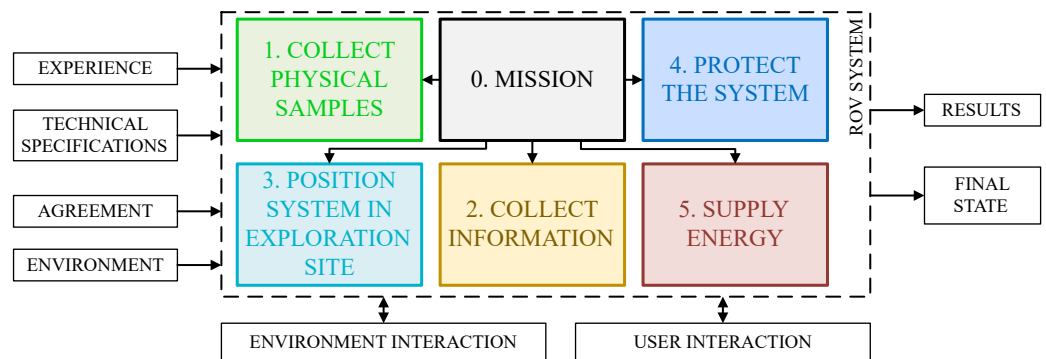 EXPERIENCE
TECHNICAL
SPECIFICATIONS
AGREEMENT
ENVIRONMENT
1. COLLECT
PHYSICAL
SAMPLES
0. MISSION
4. PROTECT
THE SYSTEM
3. POSITION
SYSTEM IN
EXPLORATION
SITE
2. COLLECT
INFORMATION
5. SUPPLY
ENERGY
ROV SYSTEM
RESULTS
FINAL
STATE
ENVIRONMENT INTERACTION
USER INTERACTION